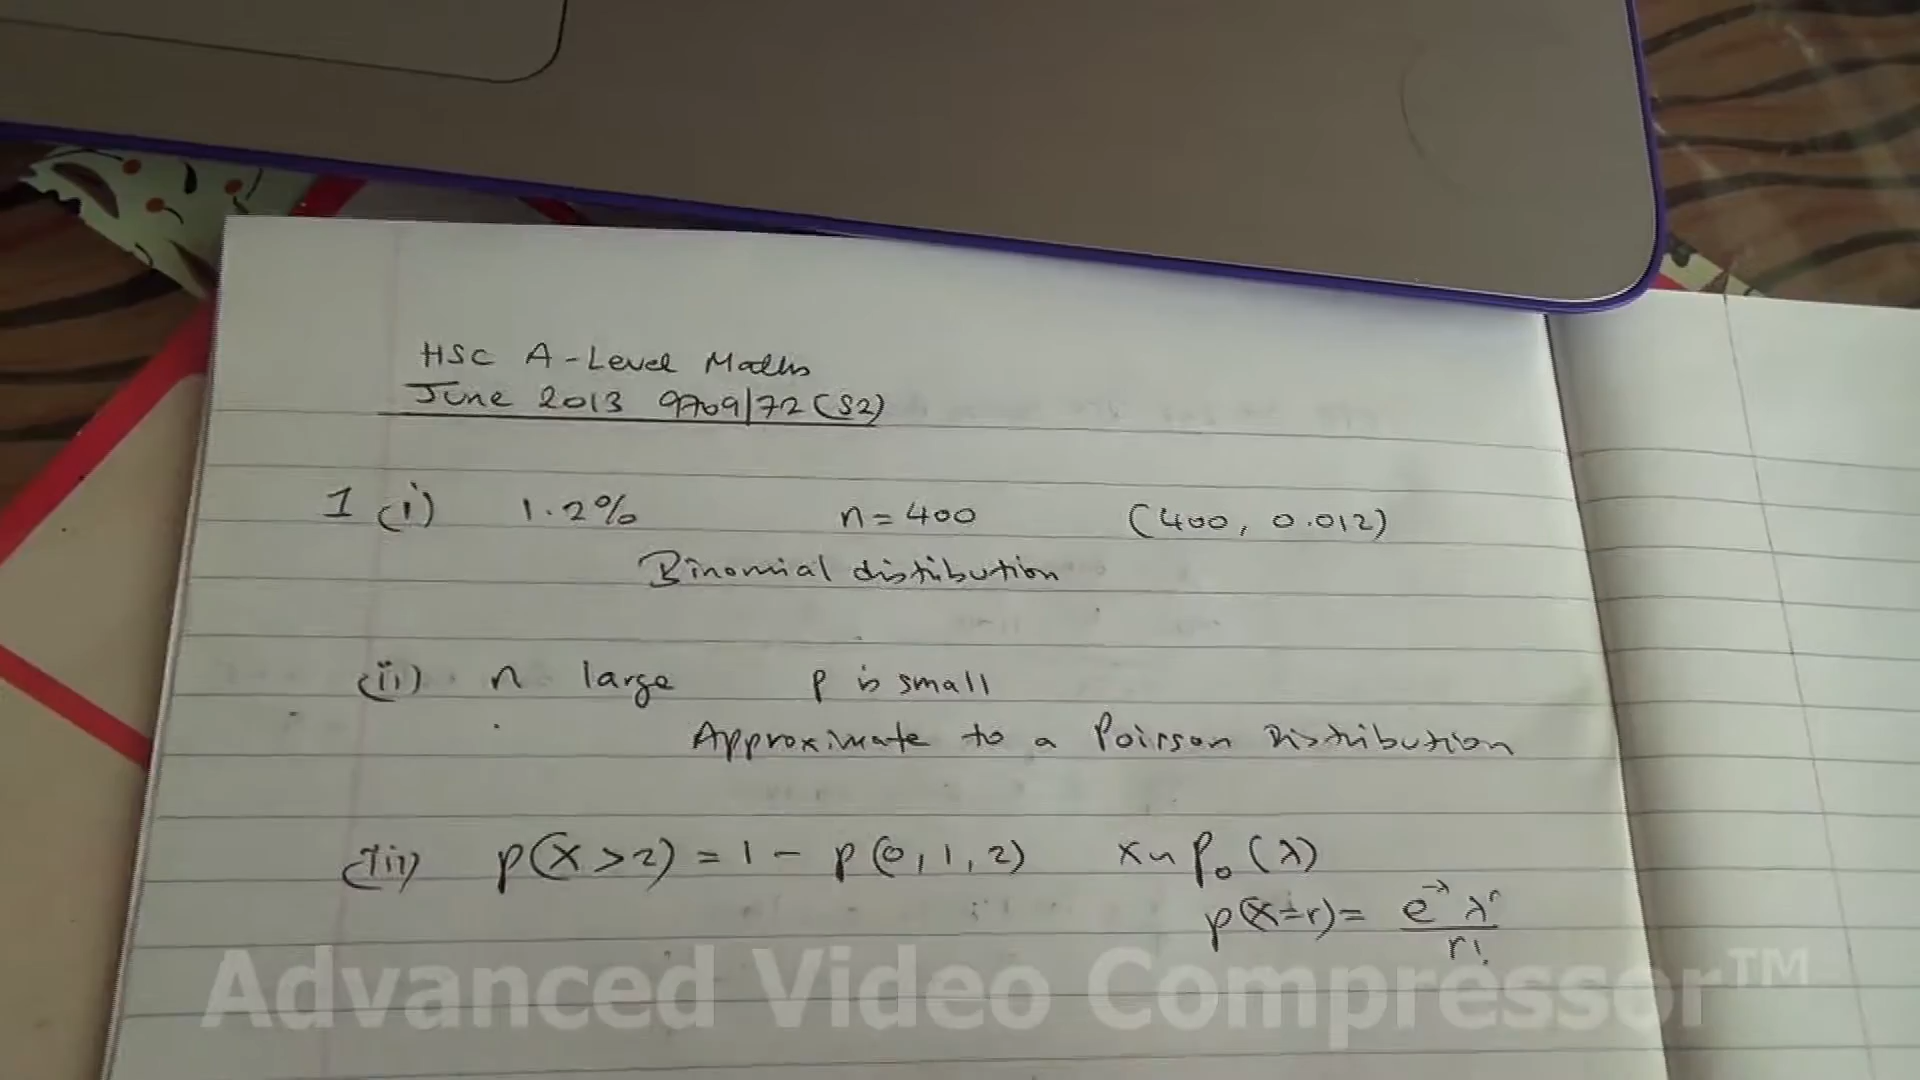 HSC A-Level Maths
June 2013 9709/72 (S2)
1 (i) 1.2% n = 400 (400, 0.012)
Binomial distribution
(ii) n large p is small
Approximate to a Poisson Distribution
(iii) p(X > 2) = 1 - p(0, 1, 2) X ~ Po (λ)
p(X=r) = e^-λ λ^r / r!
Advanced Video Compressor™